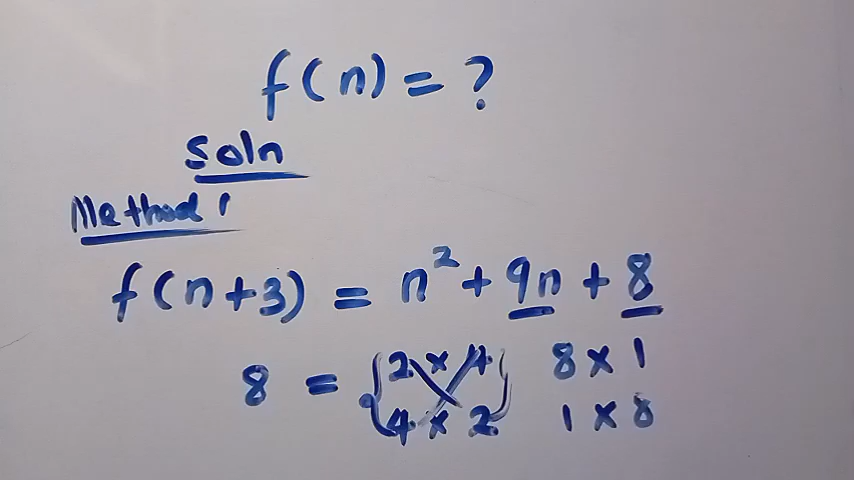 f(n) = ?
Soln
Method 1
f(n+3) = n² + 9n + 8
8 = {2 x 4} 8 x 1
{4 x 2} 1 x 8